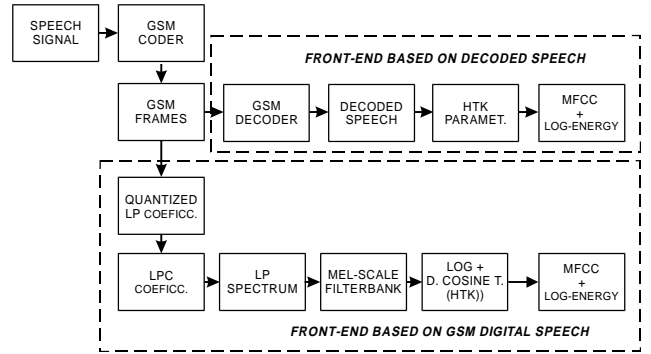 SPEECH
SIGNAL
GSM
CODER
FRONT-END BASED ON DECODED SPEECH
GSM
FRAMES
GSM
DECODER
DECODED
SPEECH
HTK
PARAMET.
MFCC
+
LOG-ENERGY
QUANTIZED
LP COEFICC.
LPC
COEFICC.
LP
SPECTRUM
MEL-SCALE
FILTERBANK
LOG +
D. COSINE T.
(HTK))
MFCC
+
LOG-ENERGY
FRONT-END BASED ON GSM DIGITAL SPEECH